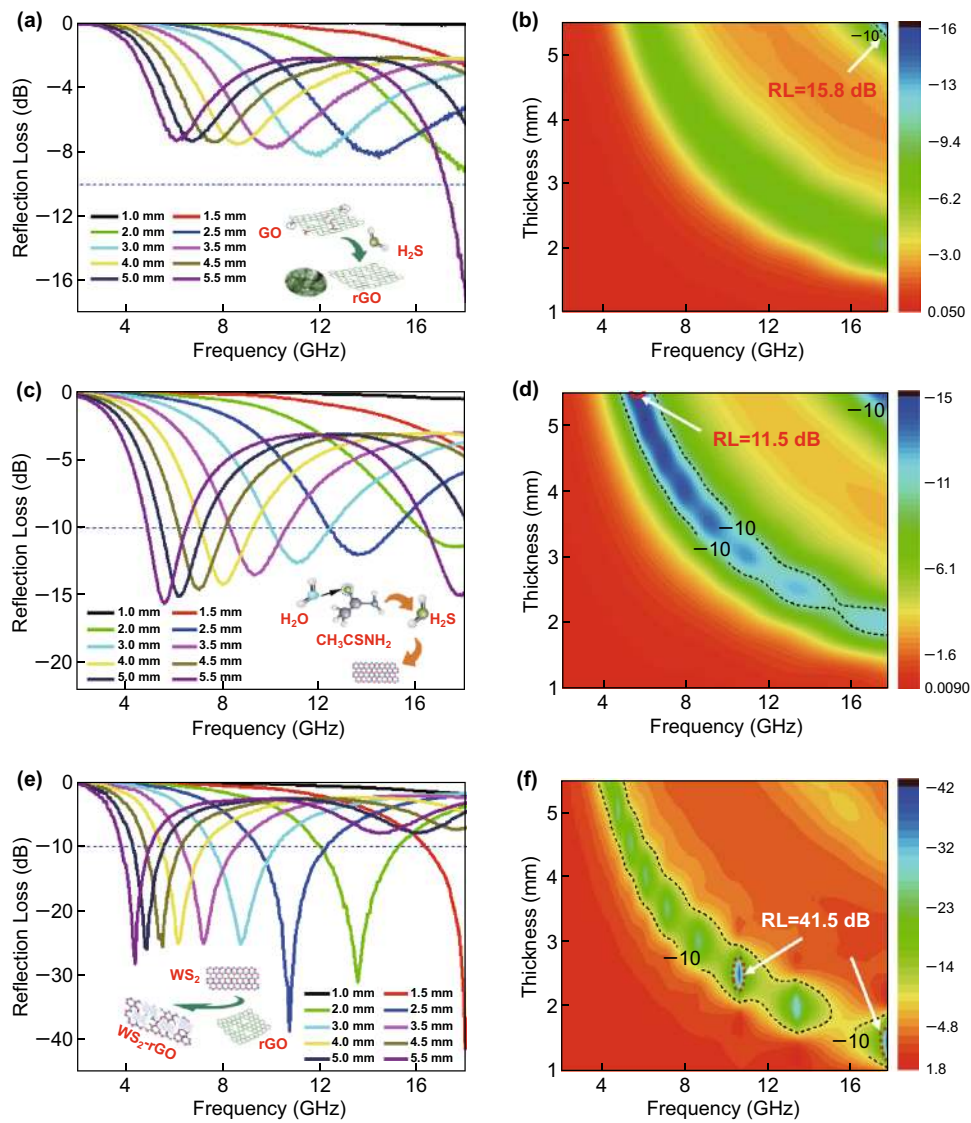 (a)
0
−4
−8
−12
−16
Reflection Loss (dB)
1.0 mm 1.5 mm
2.0 mm 2.5 mm
3.0 mm 3.5 mm
4.0 mm 4.5 mm
5.0 mm 5.5 mm
GO
H2S
rGO
4 8 12 16
Frequency (GHz)
(b)
5
4
3
2
1
Thickness (mm)
−10
RL=15.8 dB
4 8 12 16
Frequency (GHz)
−16
−13
−9.4
−6.2
−3.0
0.050
(c)
0
−5
−10
−15
−20
Reflection Loss (dB)
1.0 mm 1.5 mm
2.0 mm 2.5 mm
3.0 mm 3.5 mm
4.0 mm 4.5 mm
5.0 mm 5.5 mm
H2O
CH3CSNH2
H2S
4 8 12 16
Frequency (GHz)
(d)
5
4
3
2
1
Thickness (mm)
−10
RL=11.5 dB
−10
−10
4 8 12 16
Frequency (GHz)
−15
−11
−6.1
−1.6
0.0090
(e)
0
−10
−20
−30
−40
Reflection Loss (dB)
WS2
WS2-rGO
rGO
1.0 mm 1.5 mm
2.0 mm 2.5 mm
3.0 mm 3.5 mm
4.0 mm 4.5 mm
5.0 mm 5.5 mm
4 8 12 16
Frequency (GHz)
(f)
5
4
3
2
1
Thickness (mm)
RL=41.5 dB
−10
−10
4 8 12 16
Frequency (GHz)
−42
−32
−23
−14
−4.8
1.8